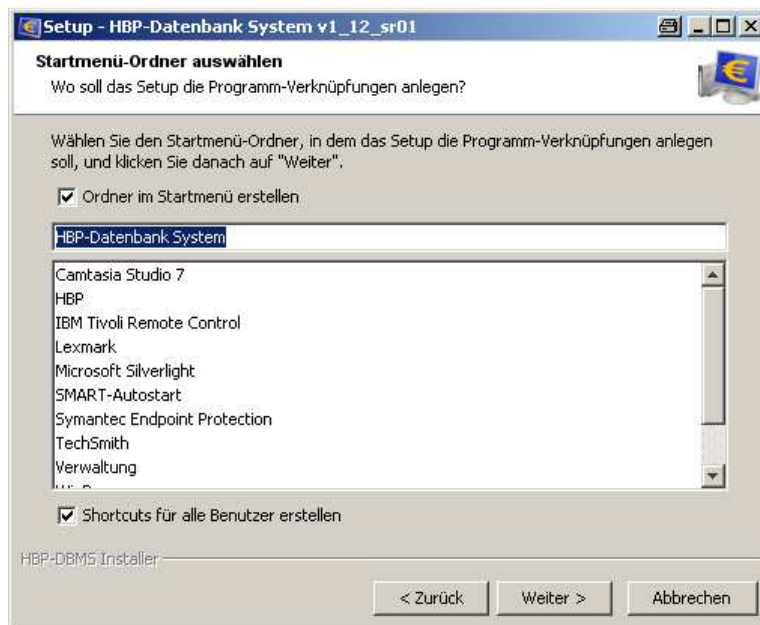 Setup - HBP-Datenbank System v1_12_sr01
Startmenü-Ordner auswählen
Wo soll das Setup die Programm-Verknüpfungen anlegen?
Wählen Sie den Startmenü-Ordner, in dem das Setup die Programm-Verknüpfungen anlegen
soll, und klicken Sie danach auf "Weiter".
Ordner im Startmenü erstellen
HBP-Datenbank System
Camtasia Studio 7
HBP
IBM Tivoli Remote Control
Lexmark
Microsoft Silverlight
SMART-Autostart
Symantec Endpoint Protection
TechSmith
Verwaltung
Shortcuts für alle Benutzer erstellen
HBP-DBMS Installer
< Zurück Weiter > Abbrechen